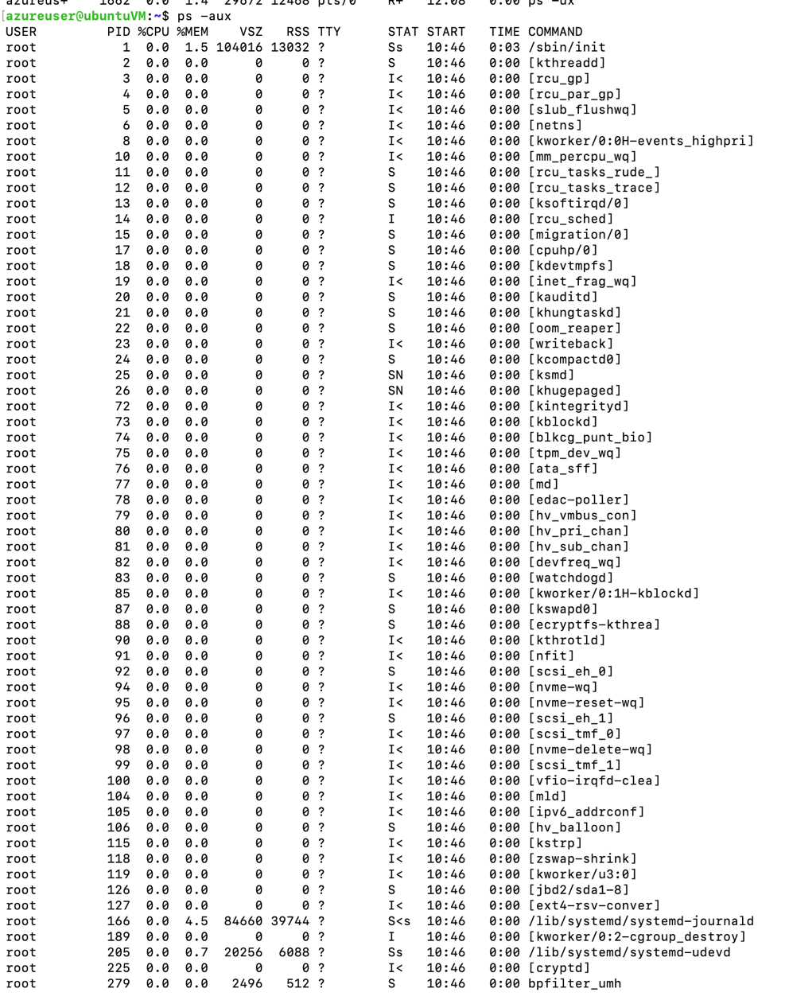 azureus+    1662  0.0  1.4  29672 12468 pts/0    R+   12:08   0:00 ps -ux
[azureuser@ubuntuVM:~$ ps -aux
USER         PID %CPU %MEM    VSZ   RSS TTY      STAT START   TIME COMMAND
root           1  0.0  1.5 104016 13032 ?        Ss   10:46   0:03 /sbin/init
root           2  0.0  0.0      0     0 ?        S    10:46   0:00 [kthreadd]
root           3  0.0  0.0      0     0 ?        I<   10:46   0:00 [rcu_gp]
root           4  0.0  0.0      0     0 ?        I<   10:46   0:00 [rcu_par_gp]
root           5  0.0  0.0      0     0 ?        I<   10:46   0:00 [slub_flushwq]
root           6  0.0  0.0      0     0 ?        I<   10:46   0:00 [netns]
root           8  0.0  0.0      0     0 ?        I<   10:46   0:00 [kworker/0:0H-events_highpri]
root          10  0.0  0.0      0     0 ?        I<   10:46   0:00 [mm_percpu_wq]
root          11  0.0  0.0      0     0 ?        S    10:46   0:00 [rcu_tasks_rude_]
root          12  0.0  0.0      0     0 ?        S    10:46   0:00 [rcu_tasks_trace]
root          13  0.0  0.0      0     0 ?        S    10:46   0:00 [ksoftirqd/0]
root          14  0.0  0.0      0     0 ?        I    10:46   0:00 [rcu_sched]
root          15  0.0  0.0      0     0 ?        S    10:46   0:00 [migration/0]
root          17  0.0  0.0      0     0 ?        S    10:46   0:00 [cpuhp/0]
root          18  0.0  0.0      0     0 ?        S    10:46   0:00 [kdevtmpfs]
root          19  0.0  0.0      0     0 ?        I<   10:46   0:00 [inet_frag_wq]
root          20  0.0  0.0      0     0 ?        S    10:46   0:00 [kauditd]
root          21  0.0  0.0      0     0 ?        S    10:46   0:00 [khungtaskd]
root          22  0.0  0.0      0     0 ?        S    10:46   0:00 [oom_reaper]
root          23  0.0  0.0      0     0 ?        I<   10:46   0:00 [writeback]
root          24  0.0  0.0      0     0 ?        S    10:46   0:00 [kcompactd0]
root          25  0.0  0.0      0     0 ?        SN   10:46   0:00 [ksmd]
root          26  0.0  0.0      0     0 ?        SN   10:46   0:00 [khugepaged]
root          72  0.0  0.0      0     0 ?        I<   10:46   0:00 [kintegrityd]
root          73  0.0  0.0      0     0 ?        I<   10:46   0:00 [kblockd]
root          74  0.0  0.0      0     0 ?        I<   10:46   0:00 [blkcg_punt_bio]
root          75  0.0  0.0      0     0 ?        I<   10:46   0:00 [tpm_dev_wq]
root          76  0.0  0.0      0     0 ?        I<   10:46   0:00 [ata_sff]
root          77  0.0  0.0      0     0 ?        I<   10:46   0:00 [md]
root          78  0.0  0.0      0     0 ?        I<   10:46   0:00 [edac-poller]
root          79  0.0  0.0      0     0 ?        I<   10:46   0:00 [hv_vmbus_con]
root          80  0.0  0.0      0     0 ?        I<   10:46   0:00 [hv_pri_chan]
root          81  0.0  0.0      0     0 ?        I<   10:46   0:00 [hv_sub_chan]
root          82  0.0  0.0      0     0 ?        I<   10:46   0:00 [devfreq_wq]
root          83  0.0  0.0      0     0 ?        S    10:46   0:00 [watchdogd]
root          85  0.0  0.0      0     0 ?        I<   10:46   0:00 [kworker/0:1H-kblockd]
root          87  0.0  0.0      0     0 ?        S    10:46   0:00 [kswapd0]
root          88  0.0  0.0      0     0 ?        S    10:46   0:00 [ecryptfs-kthrea]
root          90  0.0  0.0      0     0 ?        I<   10:46   0:00 [kthrotld]
root          91  0.0  0.0      0     0 ?        I<   10:46   0:00 [nfit]
root          92  0.0  0.0      0     0 ?        S    10:46   0:00 [scsi_eh_0]
root          94  0.0  0.0      0     0 ?        I<   10:46   0:00 [nvme-wq]
root          95  0.0  0.0      0     0 ?        I<   10:46   0:00 [nvme-reset-wq]
root          96  0.0  0.0      0     0 ?        S    10:46   0:00 [scsi_eh_1]
root          97  0.0  0.0      0     0 ?        I<   10:46   0:00 [scsi_tmf_0]
root          98  0.0  0.0      0     0 ?        I<   10:46   0:00 [nvme-delete-wq]
root          99  0.0  0.0      0     0 ?        I<   10:46   0:00 [scsi_tmf_1]
root         100  0.0  0.0      0     0 ?        I<   10:46   0:00 [vfio-irqfd-clea]
root         104  0.0  0.0      0     0 ?        I<   10:46   0:00 [mld]
root         105  0.0  0.0      0     0 ?        I<   10:46   0:00 [ipv6_addrconf]
root         106  0.0  0.0      0     0 ?        S    10:46   0:00 [hv_balloon]
root         115  0.0  0.0      0     0 ?        I<   10:46   0:00 [kstrp]
root         118  0.0  0.0      0     0 ?        I<   10:46   0:00 [zswap-shrink]
root         119  0.0  0.0      0     0 ?        I<   10:46   0:00 [kworker/u3:0]
root         126  0.0  0.0      0     0 ?        S    10:46   0:00 [jbd2/sda1-8]
root         127  0.0  0.0      0     0 ?        I<   10:46   0:00 [ext4-rsv-conver]
root         166  0.0  4.5  84660 39744 ?        S<s  10:46   0:00 /lib/systemd/systemd-journald
root         189  0.0  0.0      0     0 ?        I    10:46   0:00 [kworker/0:2-cgroup_destroy]
root         205  0.0  0.7  20256  6088 ?        Ss   10:46   0:00 /lib/systemd/systemd-udevd
root         225  0.0  0.0      0     0 ?        I<   10:46   0:00 [cryptd]
root         279  0.0  0.0   2496   512 ?        S    10:46   0:00 bpfilter_umh